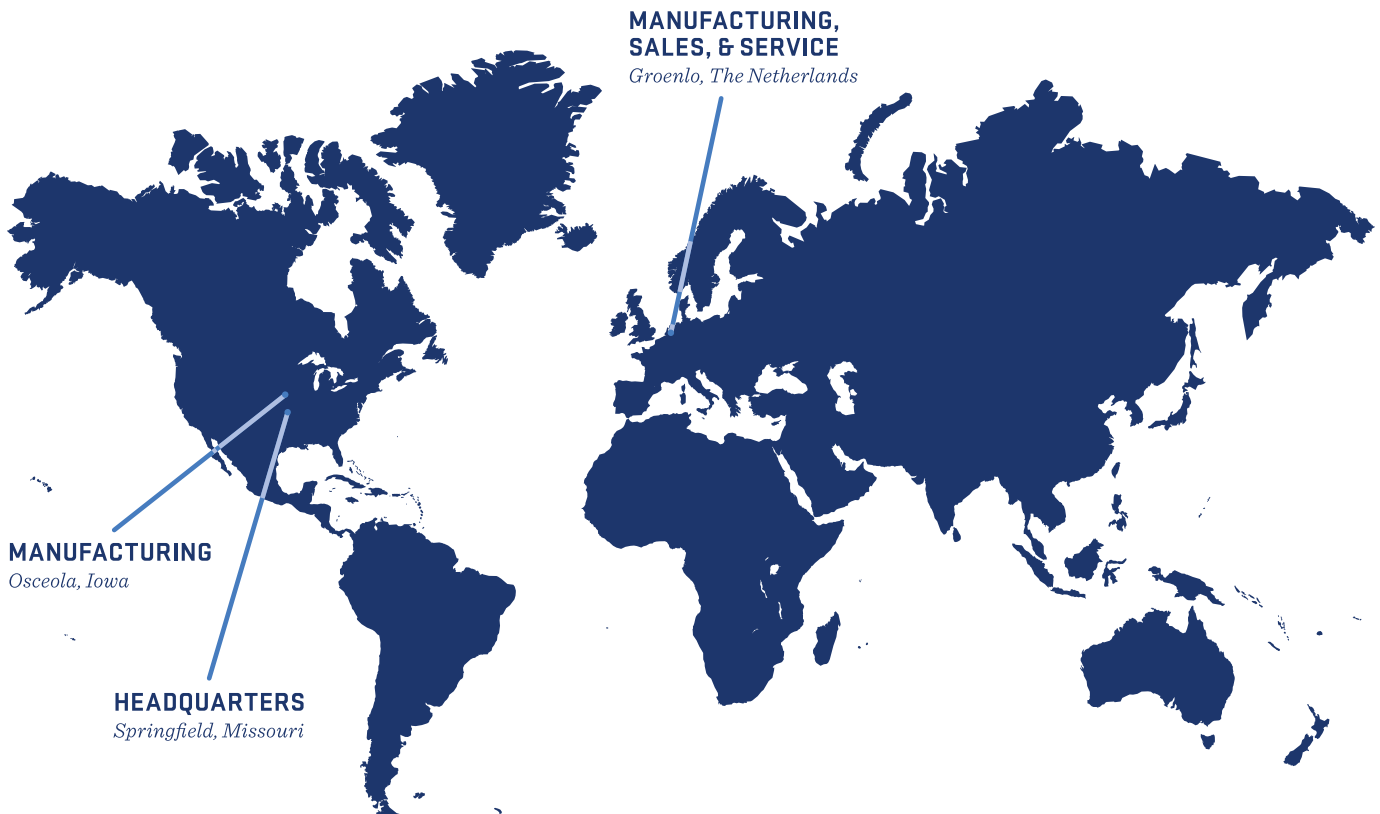 MANUFACTURING,
SALES, & SERVICE
Groenlo, The Netherlands
MANUFACTURING
Osceola, Iowa
HEADQUARTERS
Springfield, Missouri